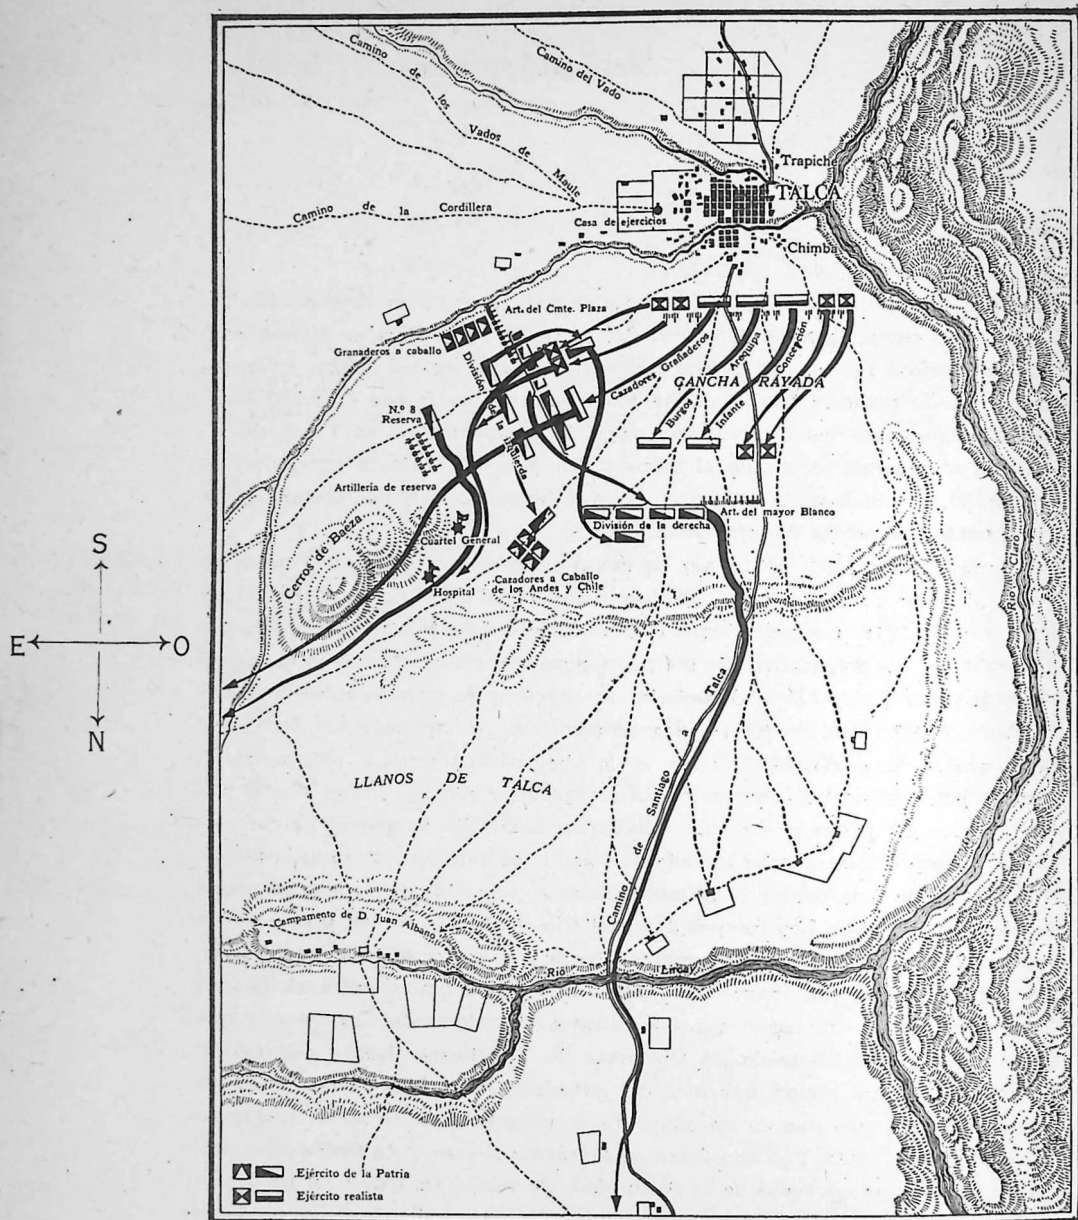 Camino de los Vados de Maule
Camino del Vado
Trapiche
TALCA
Camino de la Cordillera
Casa de ejercicios
Chimba
Art. del Cmte. Plaza
Granaderos a caballo
División de la Izquierda
Cazadores Grañaderos
Arequipa
Concepción
CANCHA RAYADA
Burgos
Infante
N.º 8
Reserva
Artillería de reserva
Art. del mayor Blanco
División de la derecha
Cuartel General
Cerros de Baeza
Cazadores a Caballo
de los Andes y Chile
Hospital
Rio Claro
S
E
O
N
LLANOS DE TALCA
Camino de Santiago a Talca
Campamento de D. Juan Albano
Rio Lircay
Ejército de la Patria
Ejército realista